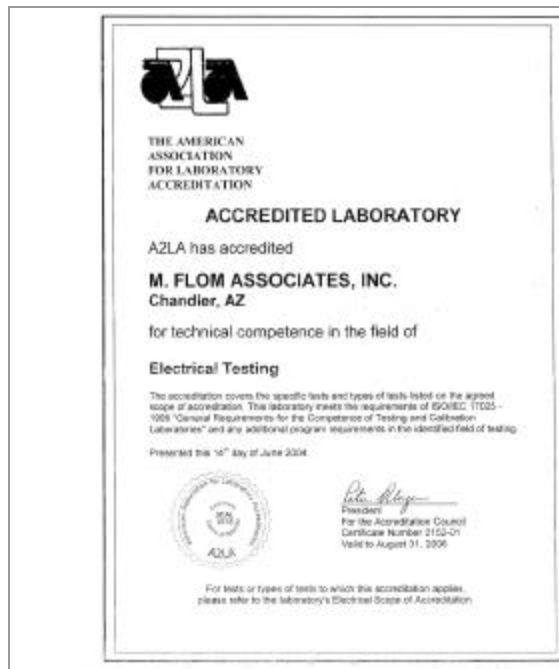 A2LA
THE AMERICAN
ASSOCIATION
FOR LABORATORY
ACCREDITATION
ACCREDITED LABORATORY
A2LA has accredited
M. FLOM ASSOCIATES, INC.
Chandler, AZ
for technical competence in the field of
Electrical Testing
The accreditation covers the specific tests and types of tests listed on the agreed
scope of accreditation. This laboratory meets the requirements of ISO/IEC 17025 -
1999 "General Requirements for the Competence of Testing and Calibration
Laboratories" and any additional program requirements in the identified field of testing.
Presented this 14th day of June 2004.
SEAL
A2LA
President
For the Accreditation Council
Certificate Number 2152-01
Valid to August 31, 2006
For tests or types of tests to which this accreditation applies,
please refer to the laboratory's Electrical Scope of Accreditation